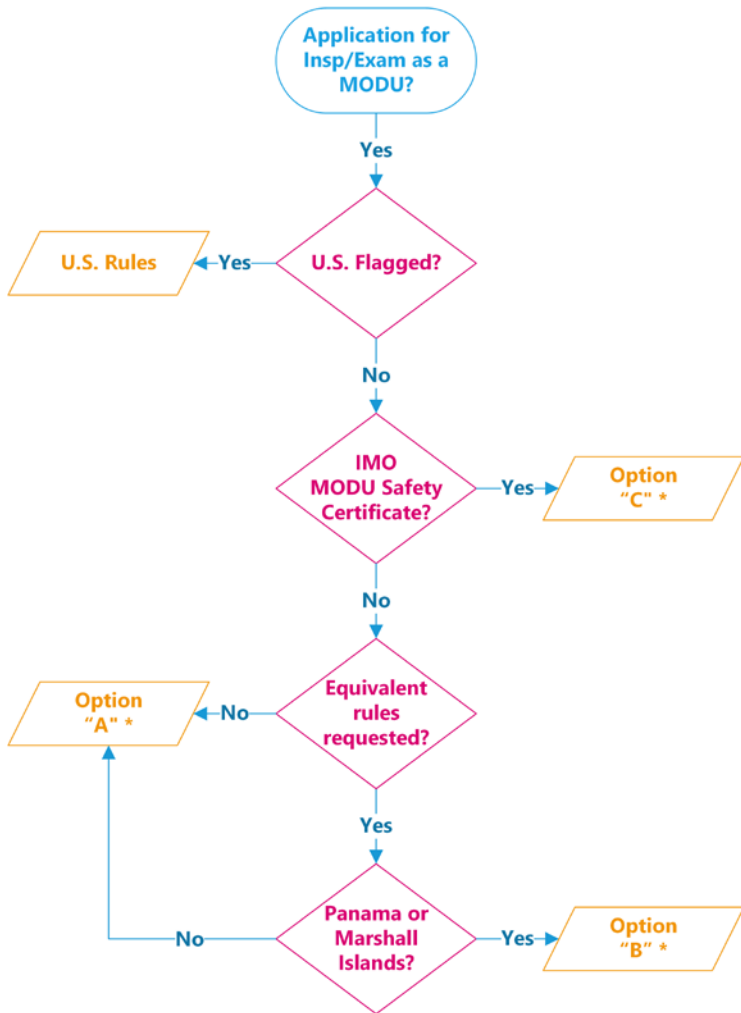 Application for
Insp/Exam as a
MODU?
Yes
U.S. Rules
Yes
U.S. Flagged?
No
IMO
MODU Safety
Certificate?
Yes
Option
“C" *
No
Option
“A" *
No
Equivalent
rules
requested?
Yes
No
Panama or
Marshall
Islands?
Yes
Option
“B” *